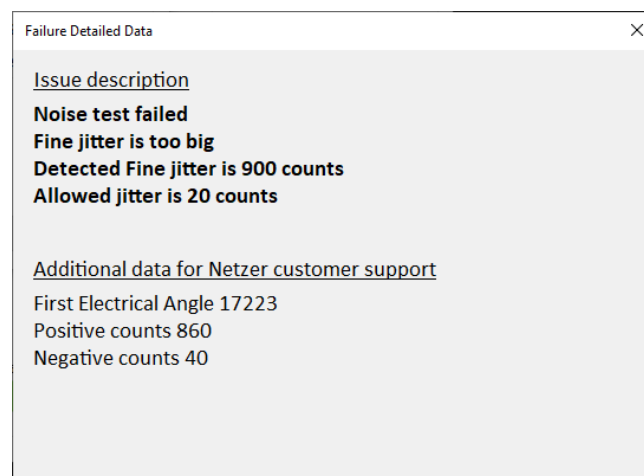 Failure Detailed Data
Issue description
Noise test failed
Fine jitter is too big
Detected Fine jitter is 900 counts
Allowed jitter is 20 counts
Additional data for Netzer customer support
First Electrical Angle 17223
Positive counts 860
Negative counts 40